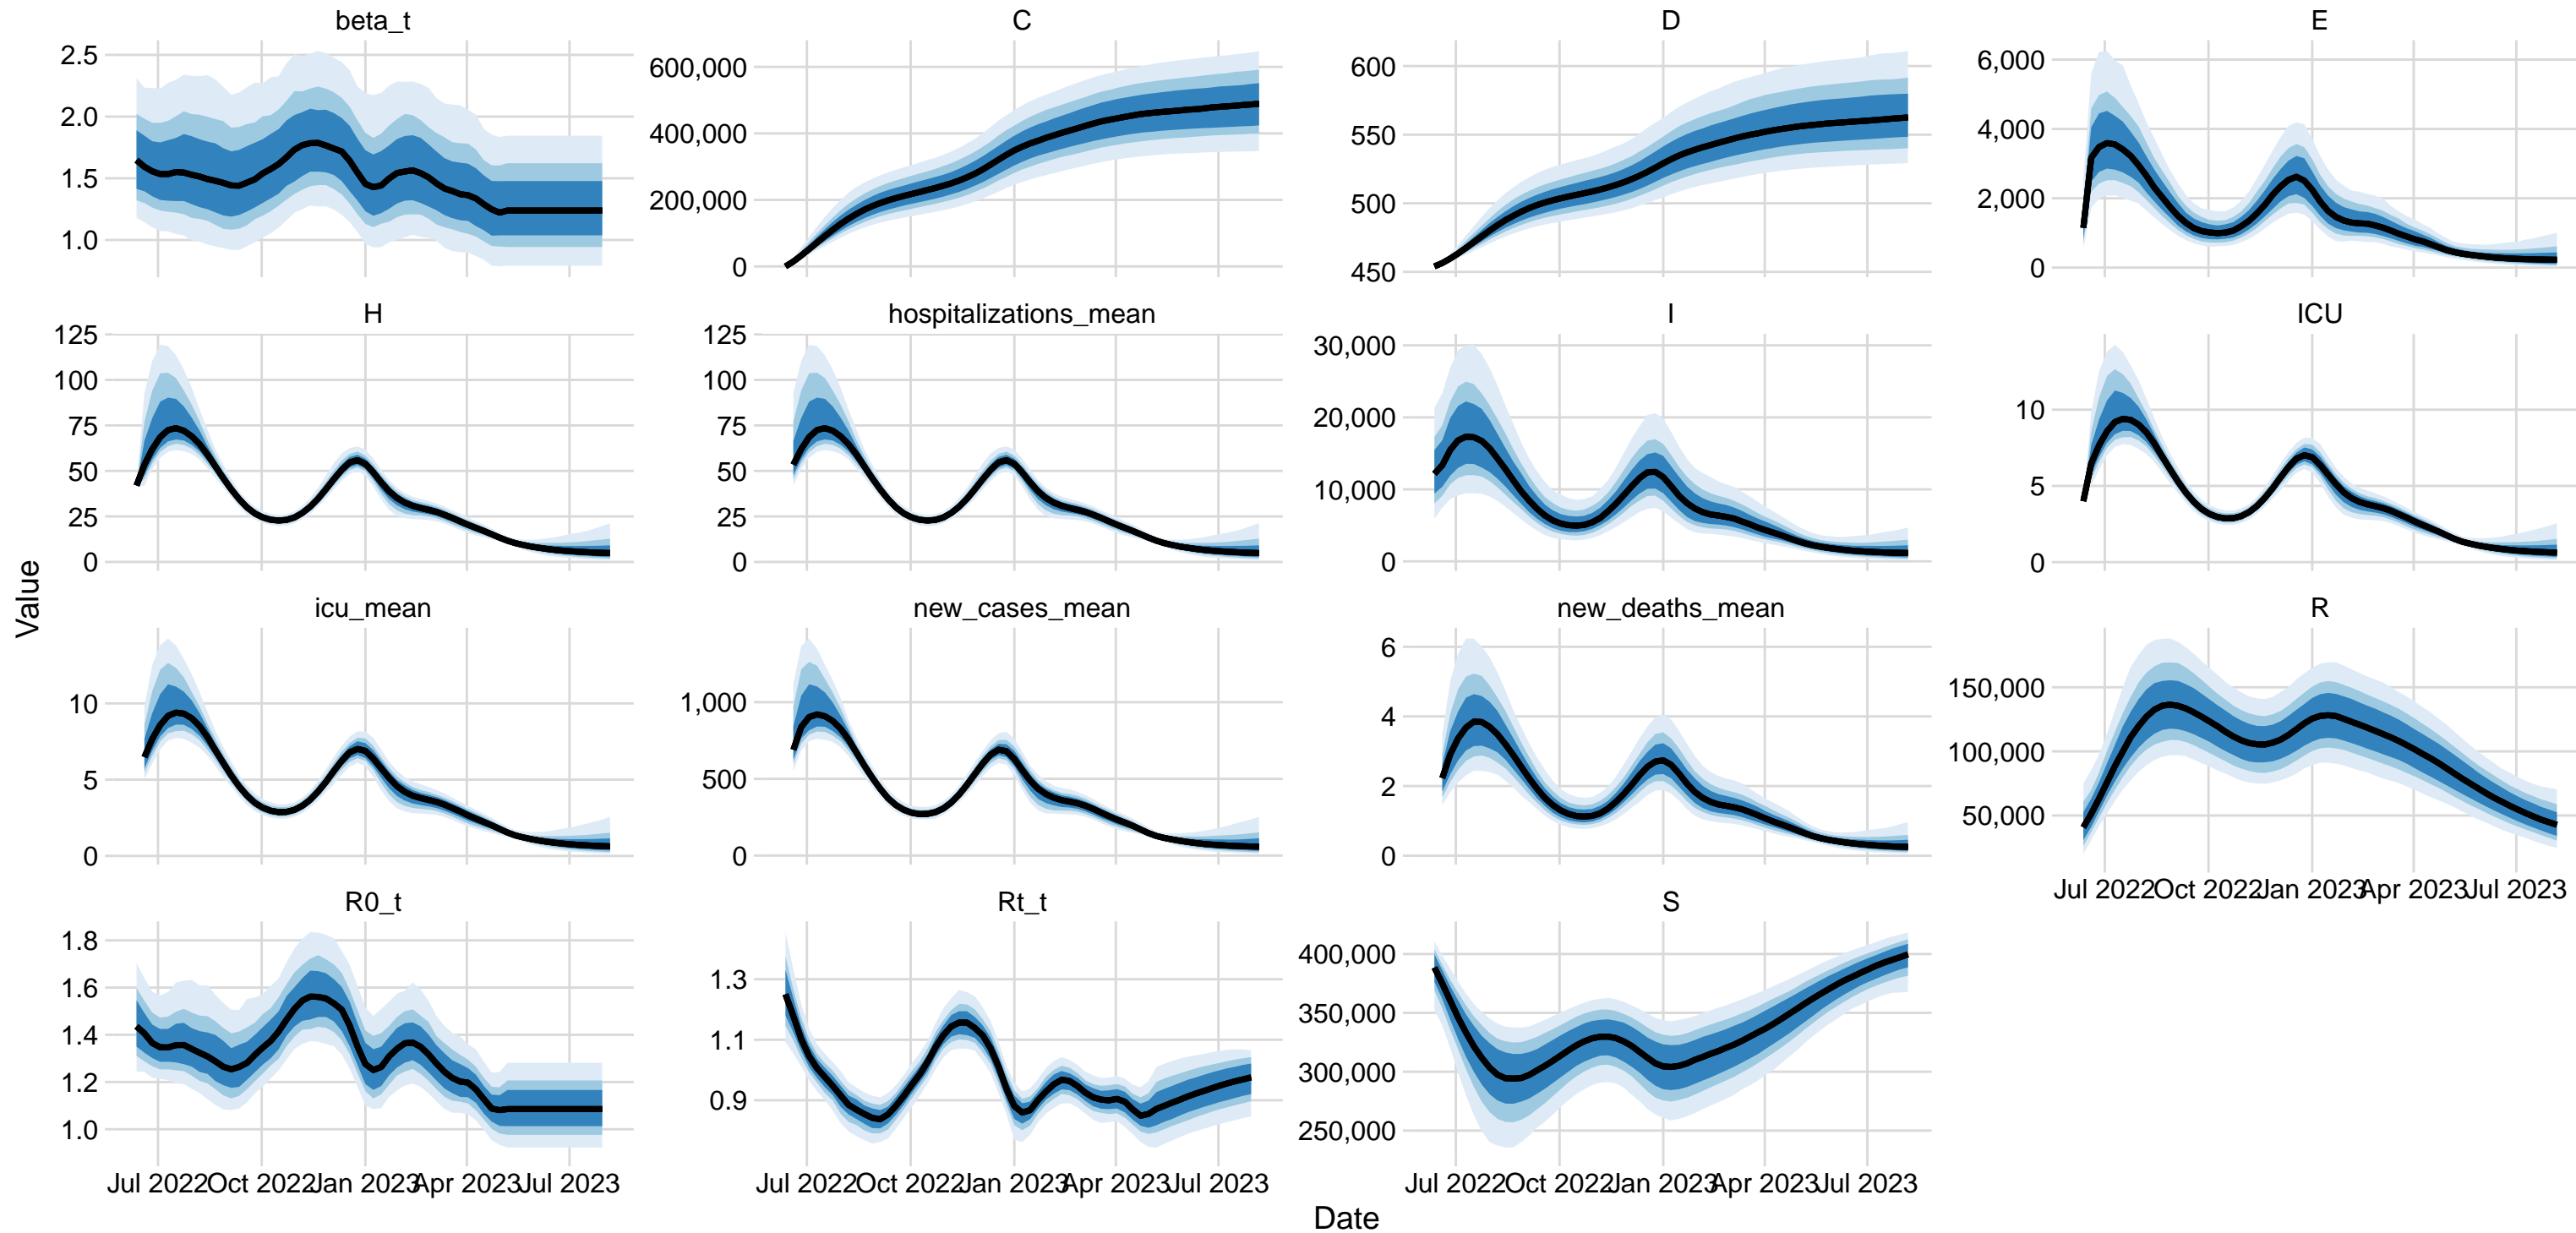 beta_t
C
D
E
2.5
2.0
1.5
1.0
600,000
400,000
200,000
0
600
550
500
450
6,000
4,000
2,000
0
H
hospitalizations_mean
I
ICU
125
100
75
50
25
0
125
100
75
50
25
0
30,000
20,000
10,000
0
10
5
0
Value
icu_mean
new_cases_mean
new_deaths_mean
R
10
5
0
1,000
500
0
6
4
2
0
150,000
100,000
50,000
Jul 2022 Oct 2022 Jan 2023 Apr 2023 Jul 2023
R0_t
Rt_t
S
1.8
1.6
1.4
1.2
1.0
1.3
1.1
0.9
400,000
350,000
300,000
250,000
Jul 2022 Oct 2022 Jan 2023 Apr 2023 Jul 2023
Jul 2022 Oct 2022 Jan 2023 Apr 2023 Jul 2023
Jul 2022 Oct 2022 Jan 2023 Apr 2023 Jul 2023
Date